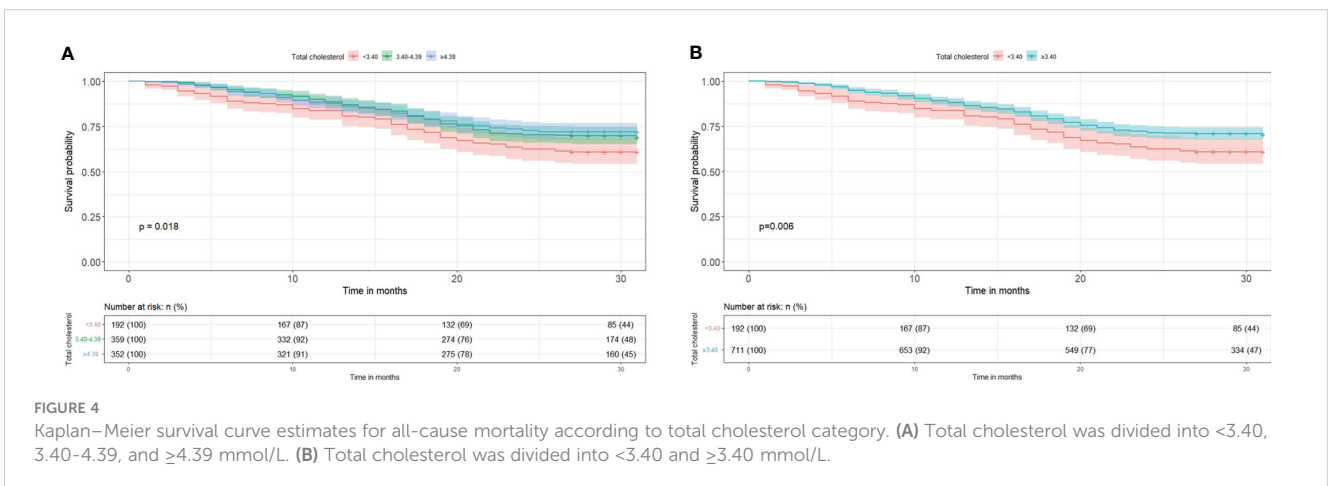 A
Total cholesterol <3.40 3.40-4.39 ≥4.39
1.00
0.75
0.50
0.25
0.00
Survival probability
p = 0.018
0 10 20 30
Time in months
Number at risk: n (%)
Total cholesterol
<3.40 192 (100) 167 (87) 132 (69) 85 (44)
3.40-4.39 359 (100) 332 (92) 274 (76) 174 (48)
≥4.39 352 (100) 321 (91) 275 (78) 160 (45)
0 10 20 30
Time in months
B
Total cholesterol <3.40 ≥3.40
1.00
0.75
0.50
0.25
0.00
Survival probability
p=0.006
0 10 20 30
Time in months
Number at risk: n (%)
Total cholesterol
<3.40 192 (100) 167 (87) 132 (69) 85 (44)
≥3.40 711 (100) 653 (92) 549 (77) 334 (47)
0 10 20 30
Time in months
FIGURE 4
Kaplan–Meier survival curve estimates for all-cause mortality according to total cholesterol category. (A) Total cholesterol was divided into <3.40,
3.40-4.39, and ≥4.39 mmol/L. (B) Total cholesterol was divided into <3.40 and ≥3.40 mmol/L.